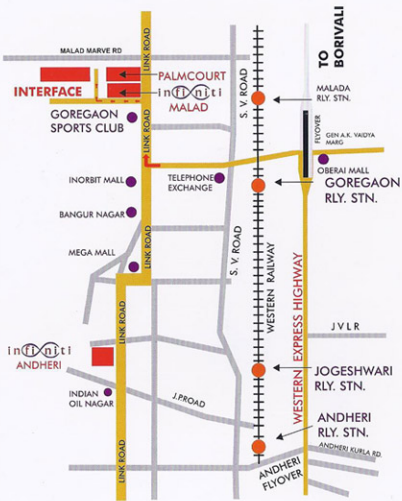 TO
BORIVALI
MALAD MARVE RD
LINK ROAD
PALMCOURT
INTERFACE
infiniti
MALAD
S. V. ROAD
MALADA
RLY. STN.
GOREGAON
SPORTS CLUB
LINK ROAD
FLYOVER
GEN A.K. VAIDYA
MARG
OBERAI MALL
INORBIT MALL
TELEPHONE
EXCHANGE
GOREGAON
RLY. STN.
BANGUR NAGAR
LINK ROAD
S. V. ROAD
WESTERN RAILWAY
MEGA MALL
WESTERN EXPRESS HIGHWAY
LINK ROAD
JVLR
infiniti
ANDHERI
JOGESHWARI
RLY. STN.
INDIAN
OIL NAGAR
J.PROAD
ANDHERI
RLY. STN.
LINK ROAD
ANDHERI KURLA RD.
ANDHERI
FLYOVER